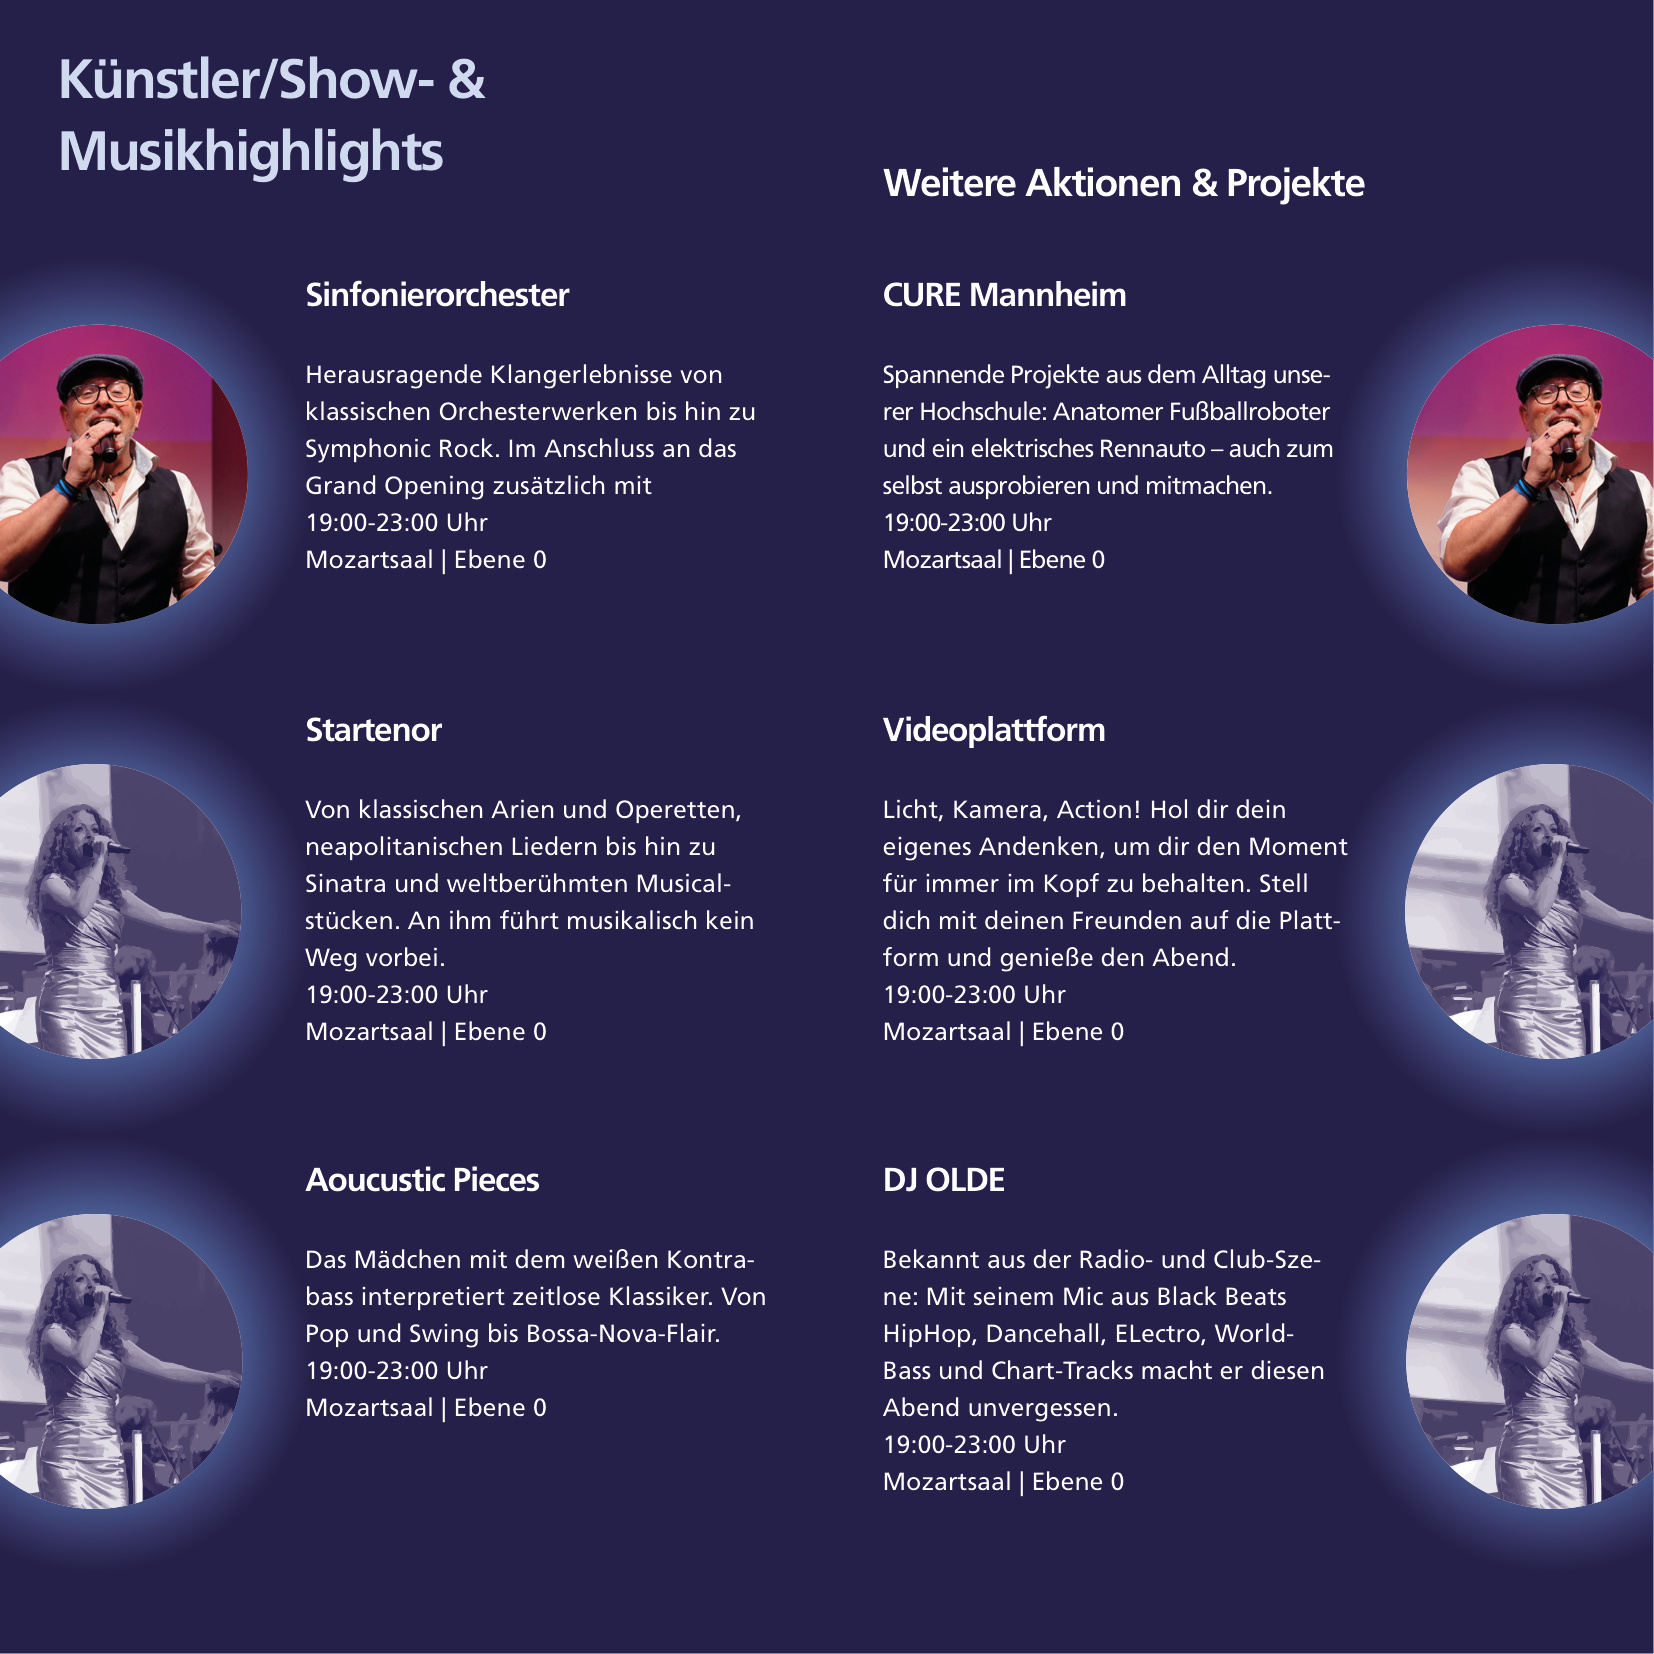 Künstler/Show- &
Musikhighlights
Sinfonierorchester
Herausragende Klangerlebnisse von
klassischen Orchesterwerken bis hin zu
Symphonic Rock. Im Anschluss an das
Grand Opening zusätzlich mit
19:00-23:00 Uhr
Mozartsaal | Ebene 0
Startenor
Von klassischen Arien und Operetten,
neapolitanischen Liedern bis hin zu
Sinatra und weltberühmten Musical-
stücken. An ihm führt musikalisch kein
Weg vorbei.
19:00-23:00 Uhr
Mozartsaal | Ebene 0
Aoucustic Pieces
Das Mädchen mit dem weißen Kontra-
bass interpretiert zeitlose Klassiker. Von
Pop und Swing bis Bossa-Nova-Flair.
19:00-23:00 Uhr
Mozartsaal | Ebene 0
Weitere Aktionen & Projekte
CURE Mannheim
Spannende Projekte aus dem Alltag unse-
rer Hochschule: Anatomer Fußballroboter
und ein elektrisches Rennauto – auch zum
selbst ausprobieren und mitmachen.
19:00-23:00 Uhr
Mozartsaal | Ebene 0
Videoplattform
Licht, Kamera, Action! Hol dir dein
eigenes Andenken, um dir den Moment
für immer im Kopf zu behalten. Stell
dich mit deinen Freunden auf die Platt-
form und genieße den Abend.
19:00-23:00 Uhr
Mozartsaal | Ebene 0
DJ OLDE
Bekannt aus der Radio- und Club-Sze-
ne: Mit seinem Mic aus Black Beats
HipHop, Dancehall, ELectro, World-
Bass und Chart-Tracks macht er diesen
Abend unvergessen.
19:00-23:00 Uhr
Mozartsaal | Ebene 0